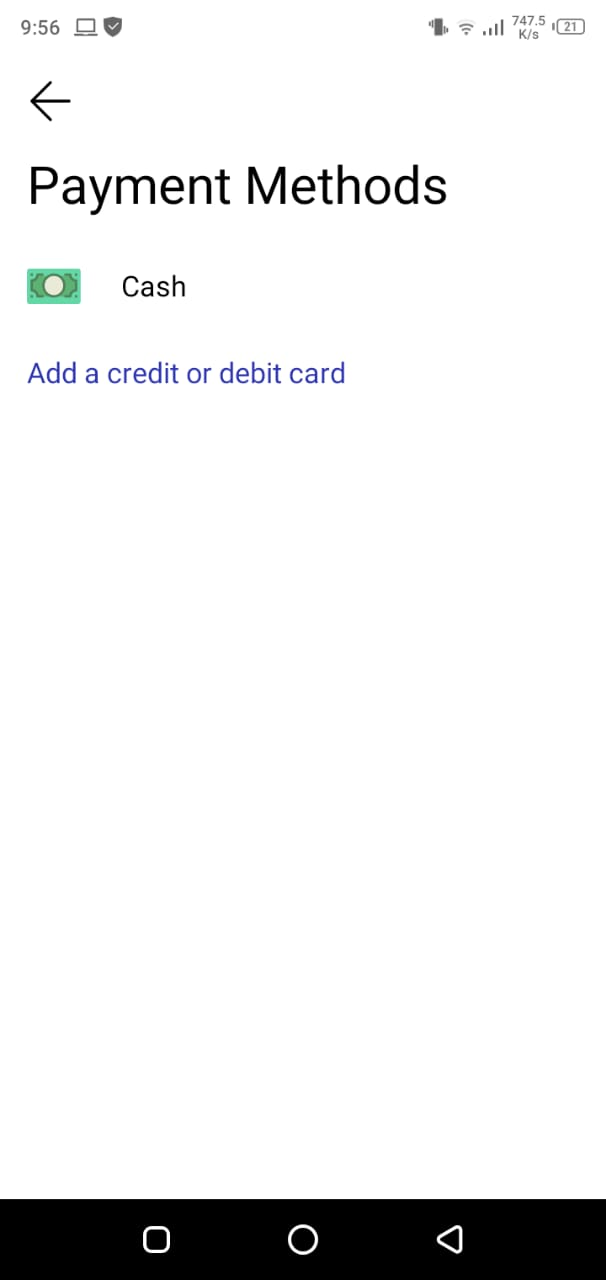 9:56
747.5
K/s
21
Payment Methods
Cash
Add a credit or debit card